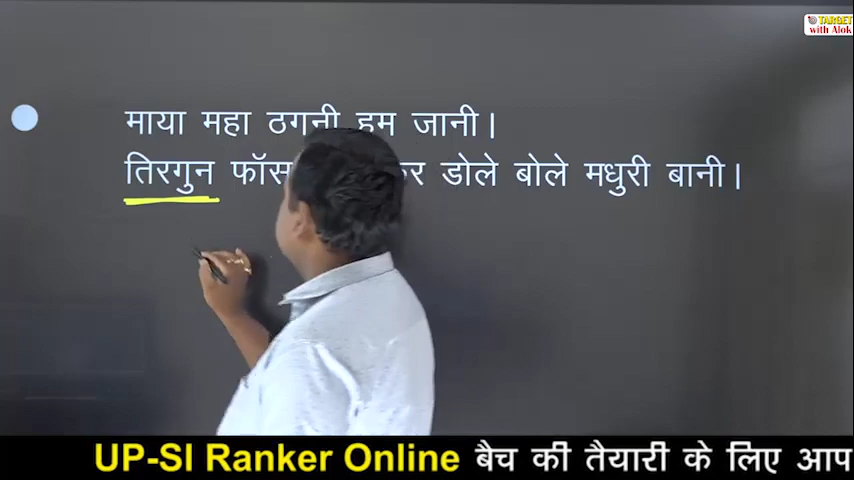 TARGET
with Alok
माया महा ठगनी हम जानी।
तिरगुन फॉस डोले बोले मधुरी बानी।
UP-SI Ranker Online बैच की तैयारी के लिए आप